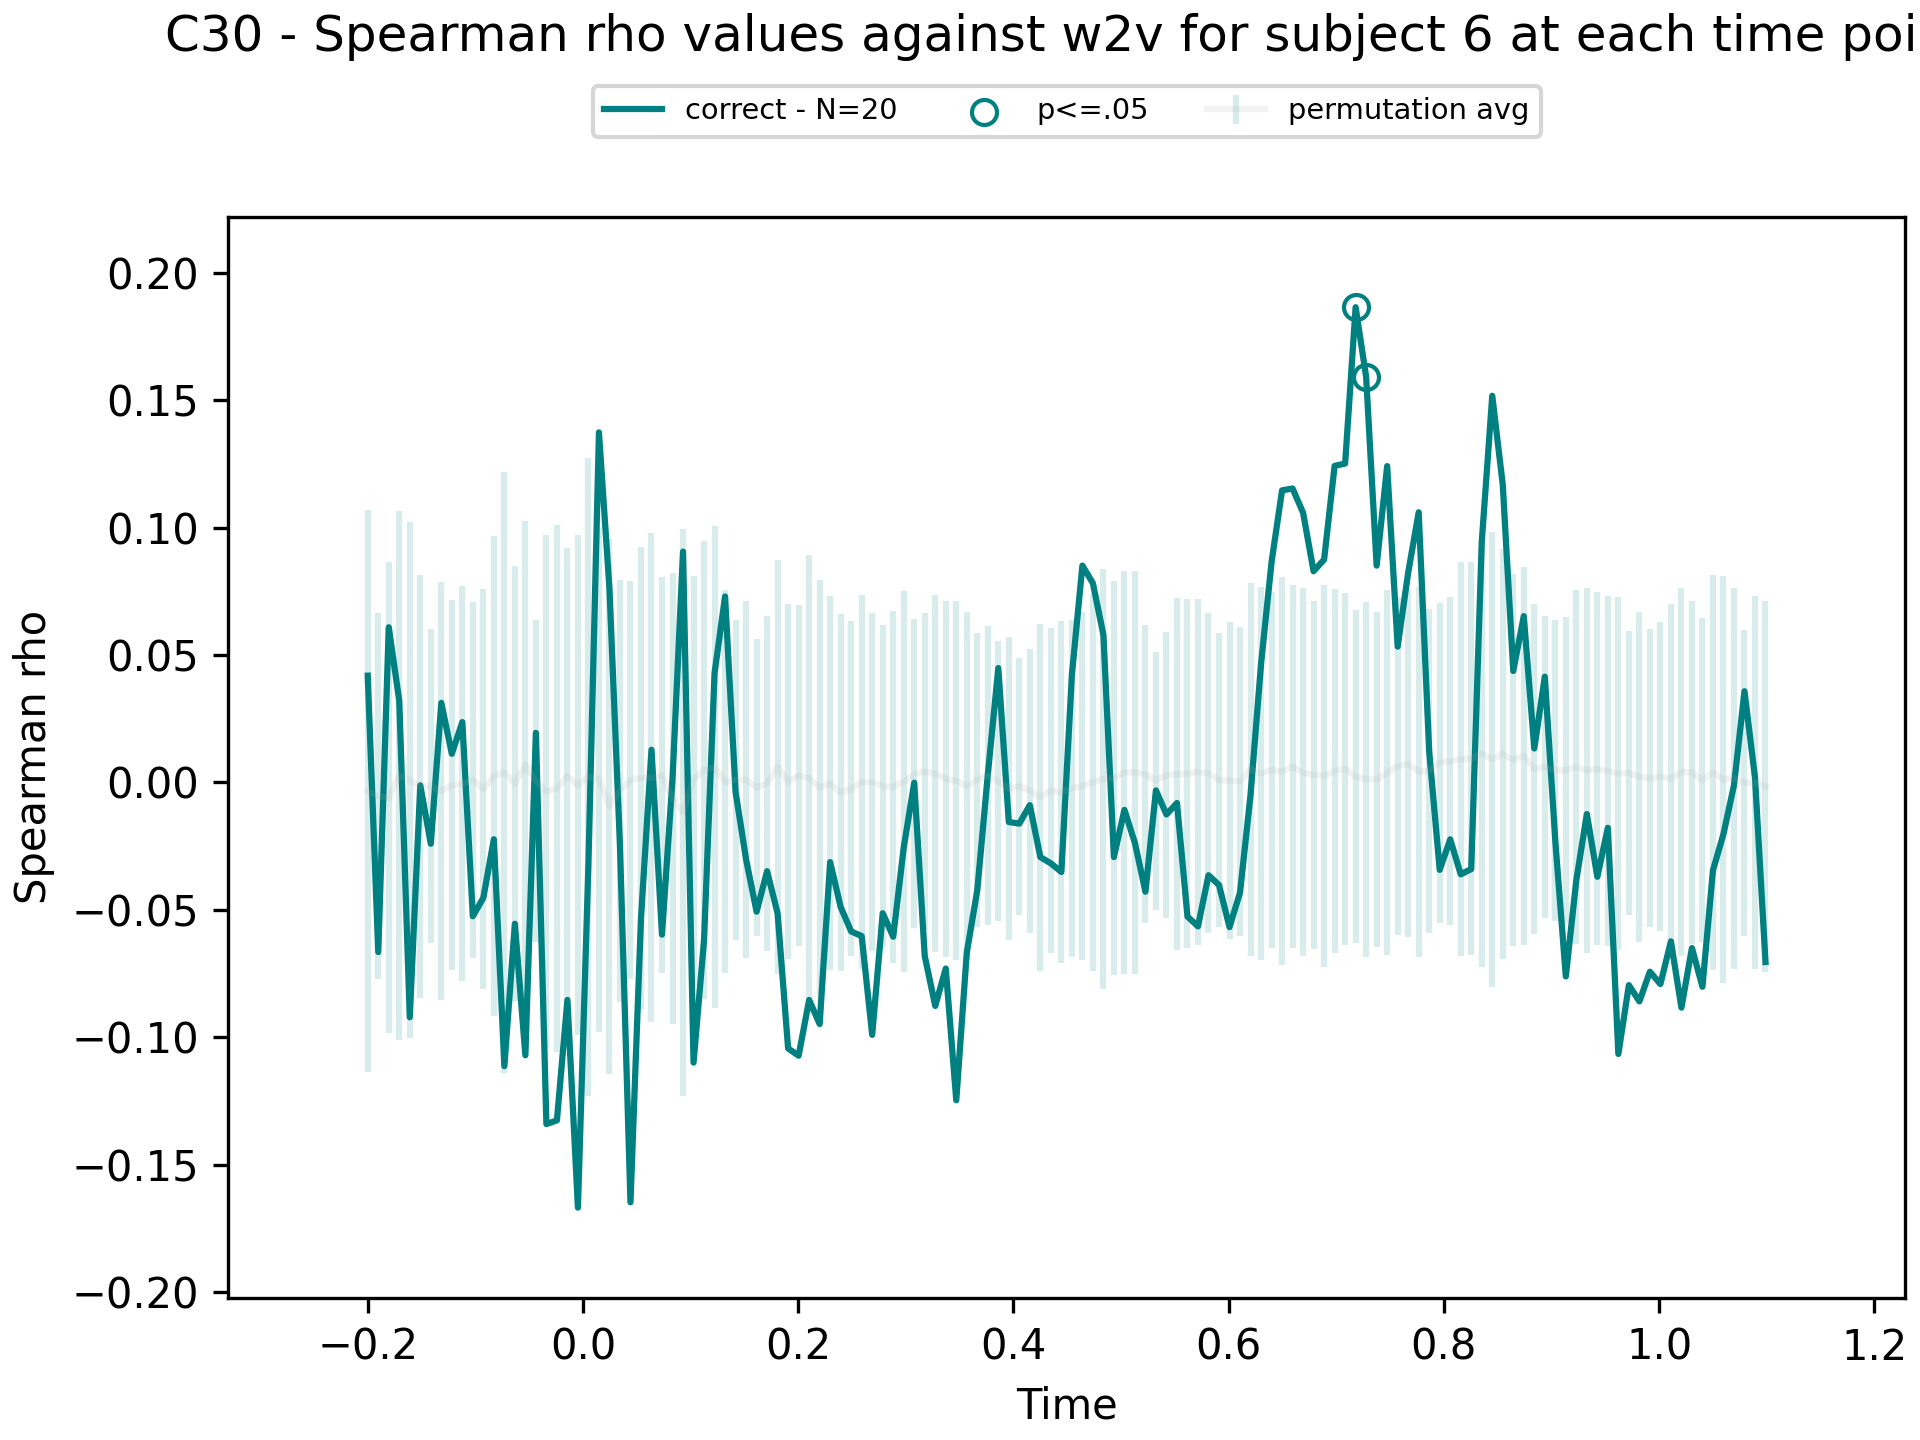 C30 - Spearman rho values against w2v for subject 6 at each time poi
correct - N=20 p<=.05 permutation avg
0.20
0.15
0.10
0.05
0.00
−0.05
−0.10
−0.15
−0.20
Spearman rho
−0.2 0.0 0.2 0.4 0.6 0.8 1.0 1.2
Time